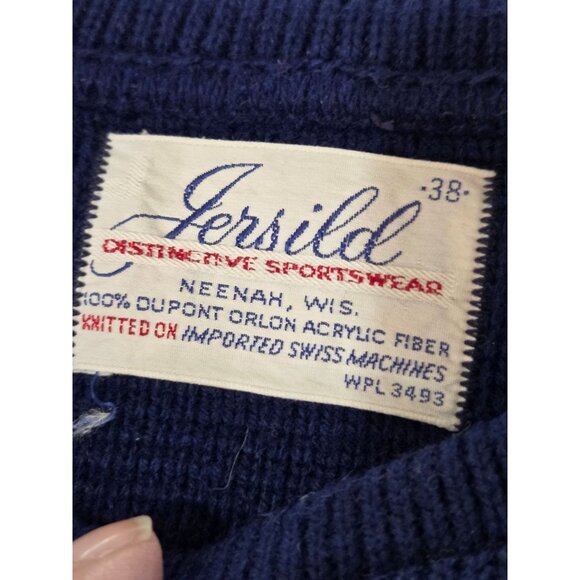 ·38·
Jersild
DISTINCTIVE SPORTSWEAR
NEENAH, WIS.
100% DUPONT ORLON ACRYLIC FIBER
KNITTED ON IMPORTED SWISS MACHINES
WPL 3493